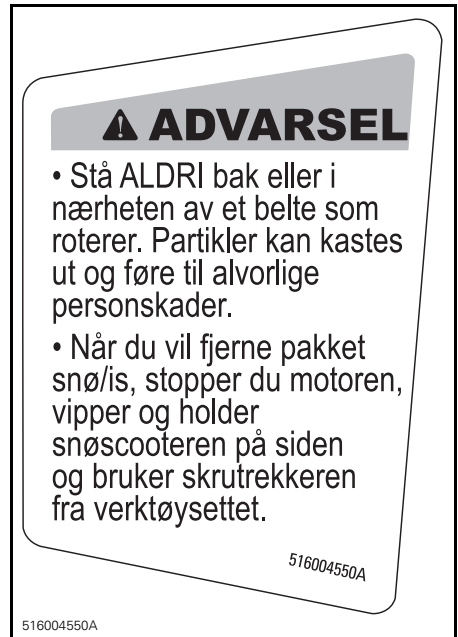 ADVARSEL
• Stå ALDRI bak eller i
nærheten av et belte som
roterer. Partikler kan kastes
ut og føre til alvorlige
personskader.
• Når du vil fjerne pakket
snø/is, stopper du motoren,
vipper og holder
snøscooteren på siden
og bruker skrutrekkeren
fra verktøysettet.
516004550A
516004550A